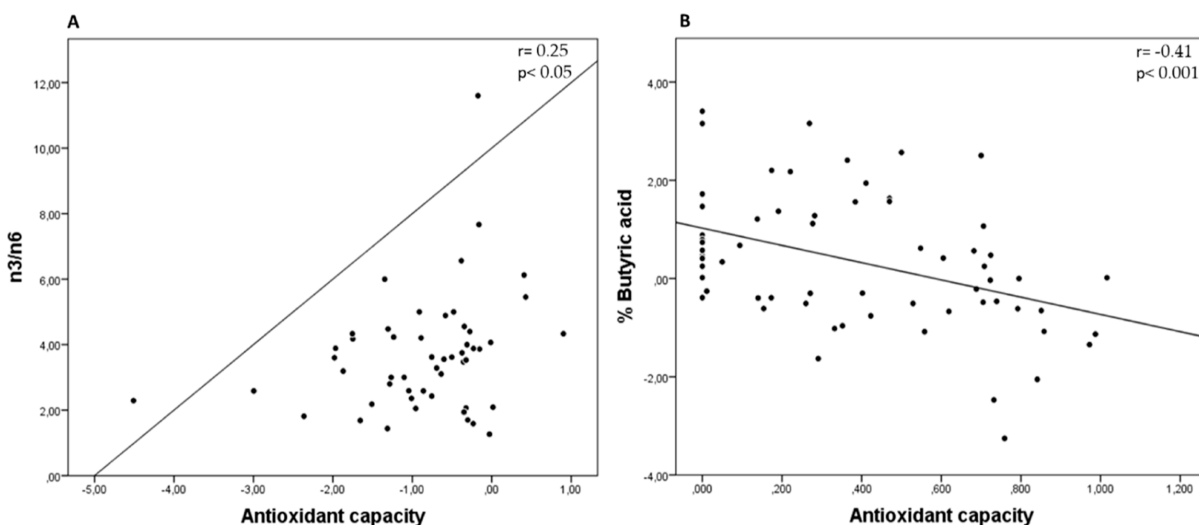 A
r= 0.25
p< 0.05
12,00
10,00
8,00
6,00
4,00
2,00
,00
n3/n6
-5,00 -4,00 -3,00 -2,00 -1,00 ,00 1,00
Antioxidant capacity
B
r= -0.41
p< 0.001
4,00
2,00
,00
-2,00
-4,00
% Butyric acid
,000 ,200 ,400 ,600 ,800 1,000 1,200
Antioxidant capacity